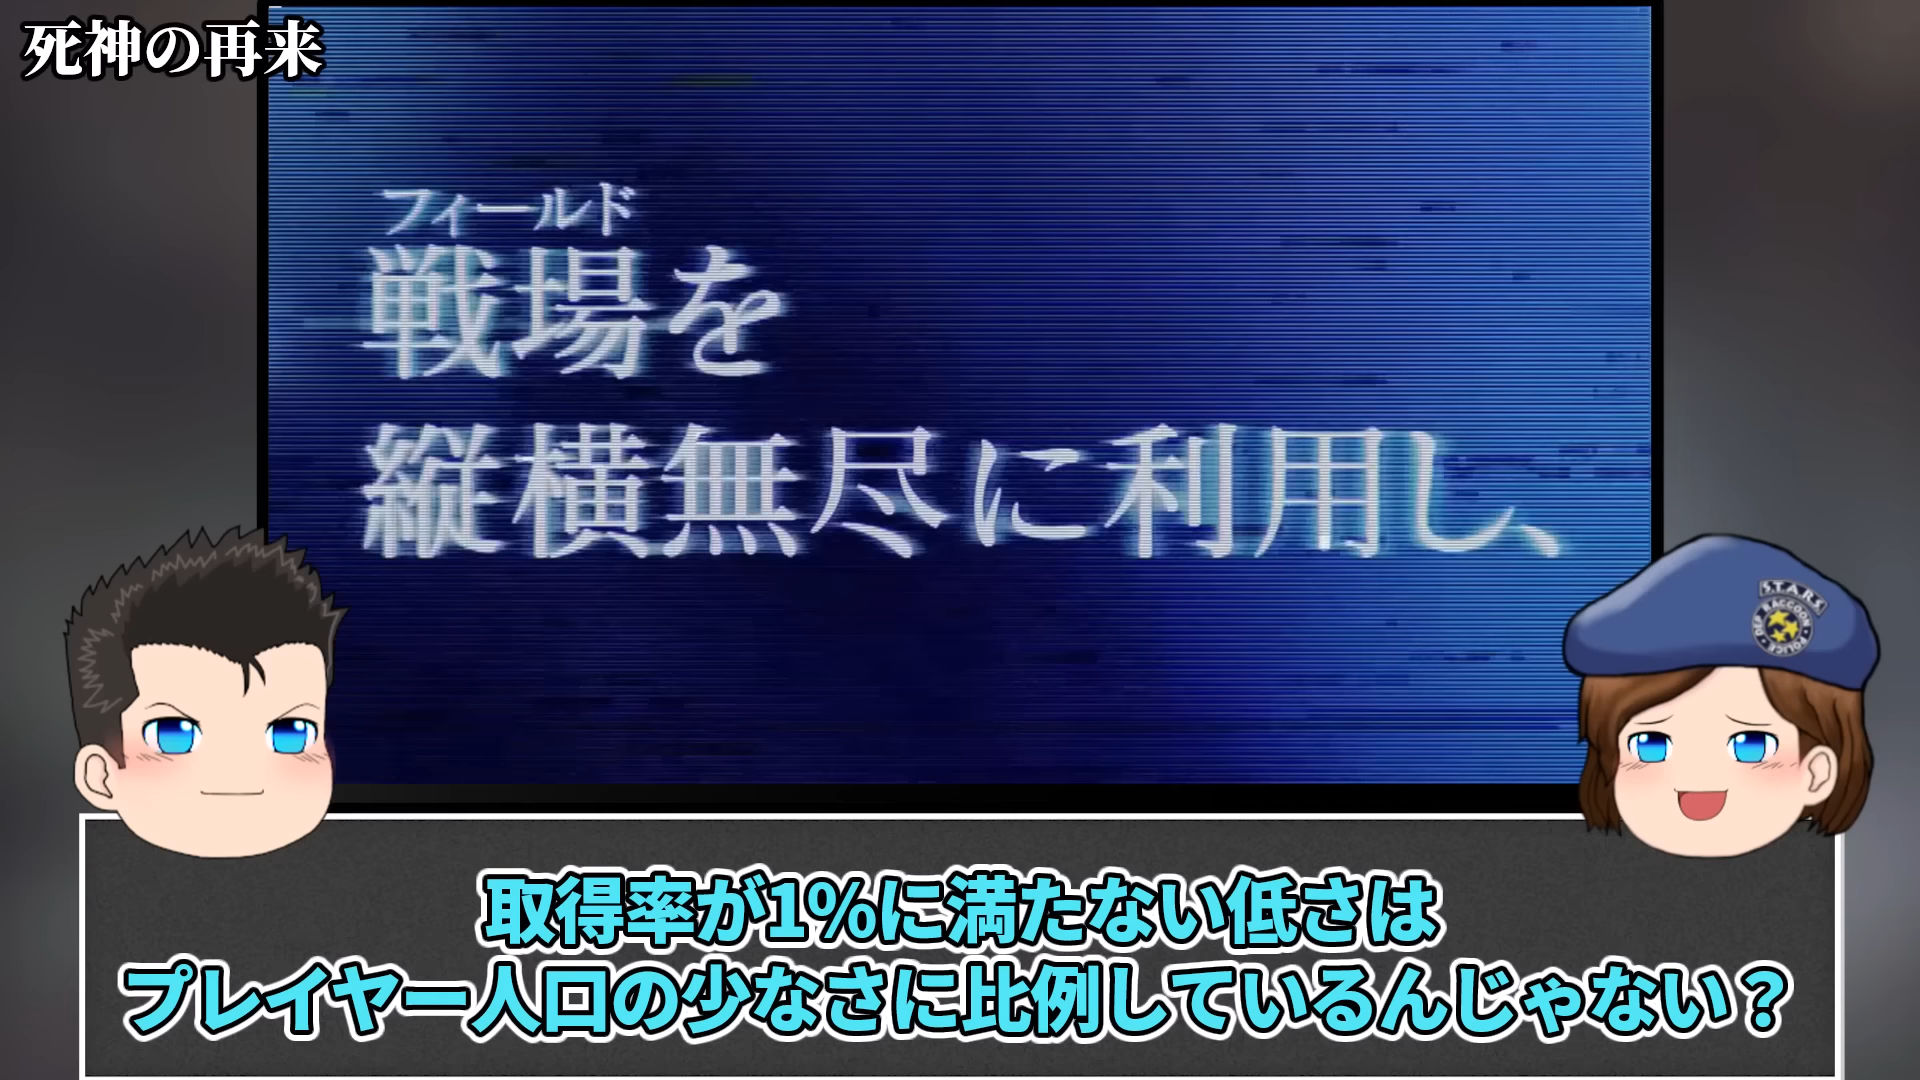 死神の再来
フィールド
戦場を
縦横無尽に利用し、
S.T.A.R.S
RACCOON
POLICE
DEP
取得率が1%に満たない低さは
プレイヤー人口の少なさに比例しているんじゃない？